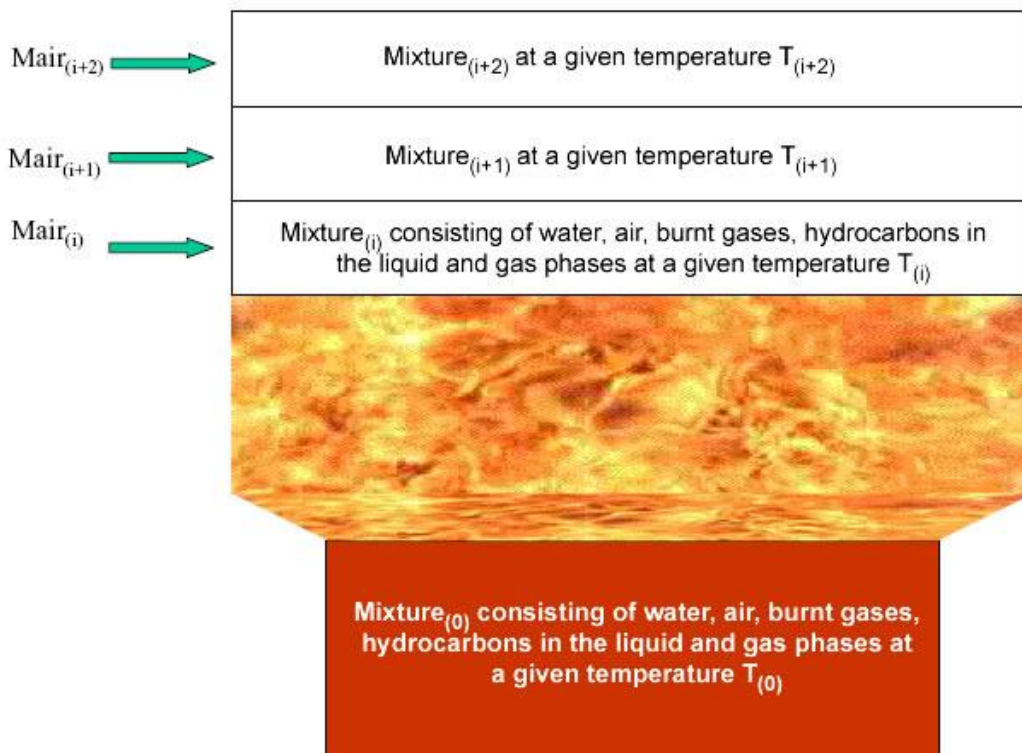 Mair(i+2)
Mixture(i+2) at a given temperature T(i+2)
Mair(i+1)
Mixture(i+1) at a given temperature T(i+1)
Mair(i)
Mixture(i) consisting of water, air, burnt gases, hydrocarbons in
the liquid and gas phases at a given temperature T(i)
Mixture(0) consisting of water, air, burnt gases,
hydrocarbons in the liquid and gas phases at
a given temperature T(0)